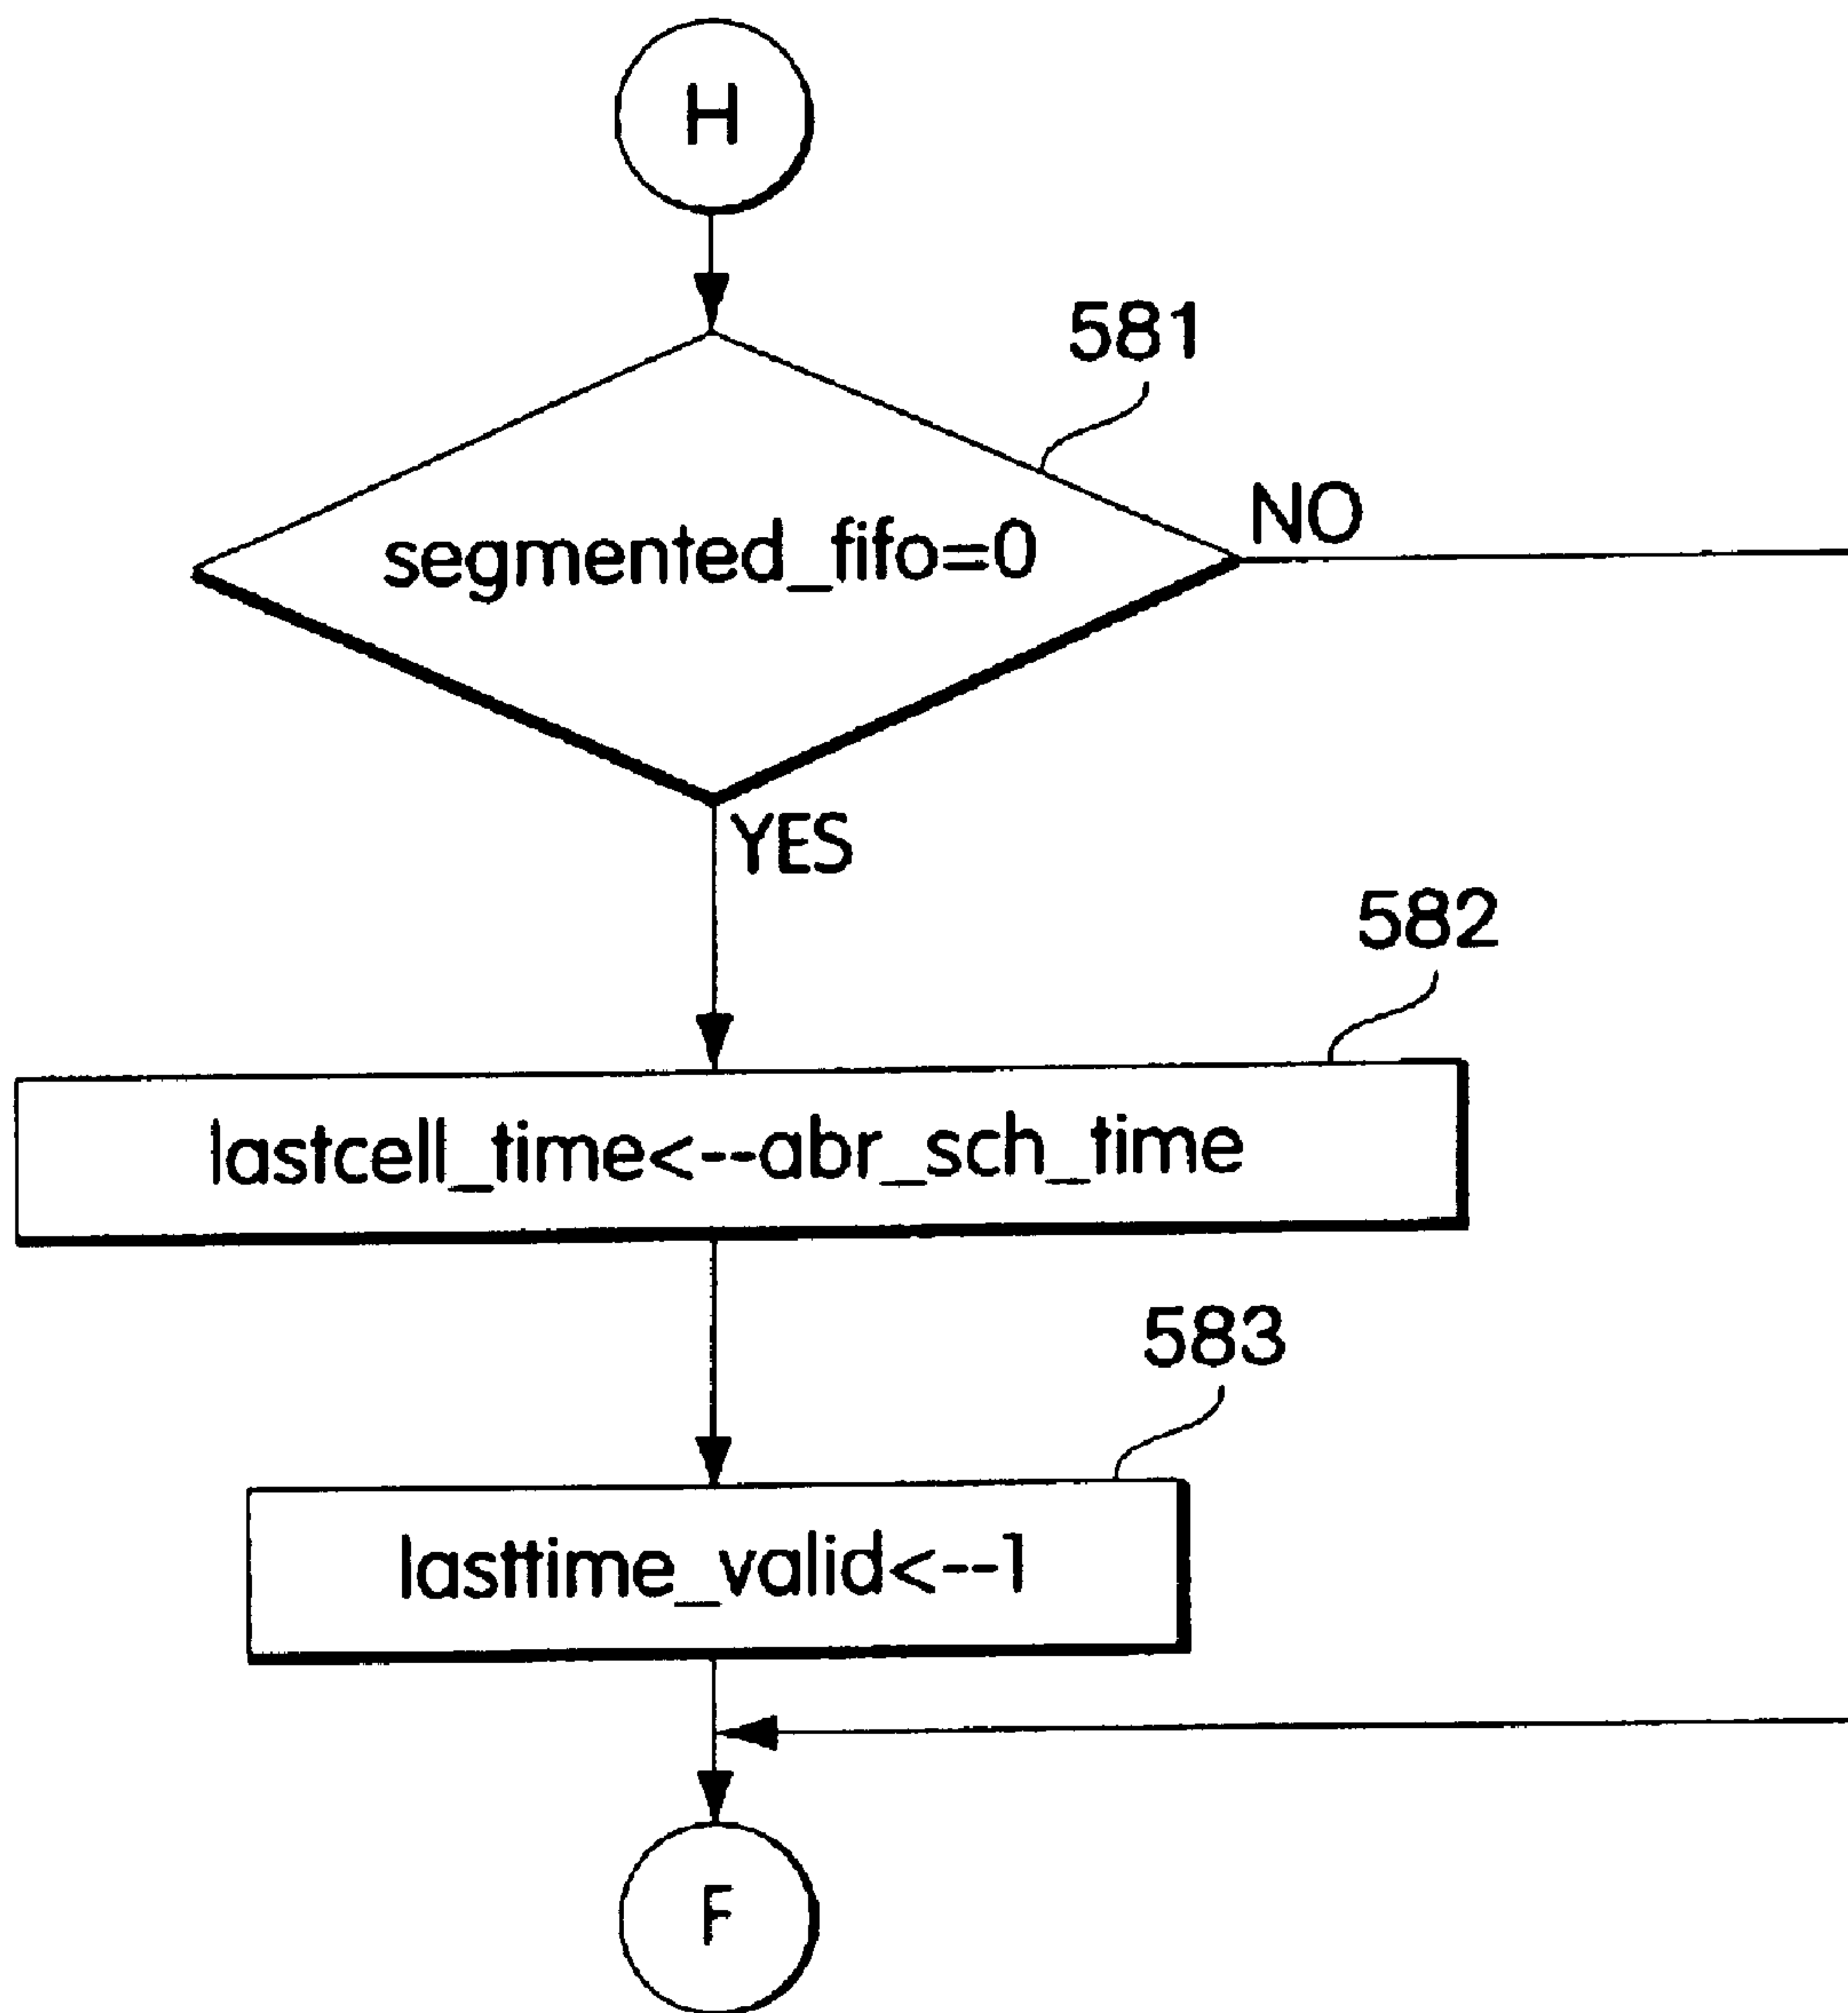 H
581
segmented_fifo=0
NO
YES
582
lastcell_time<--abr_sch_time
583
lasttime_valid<--1
F